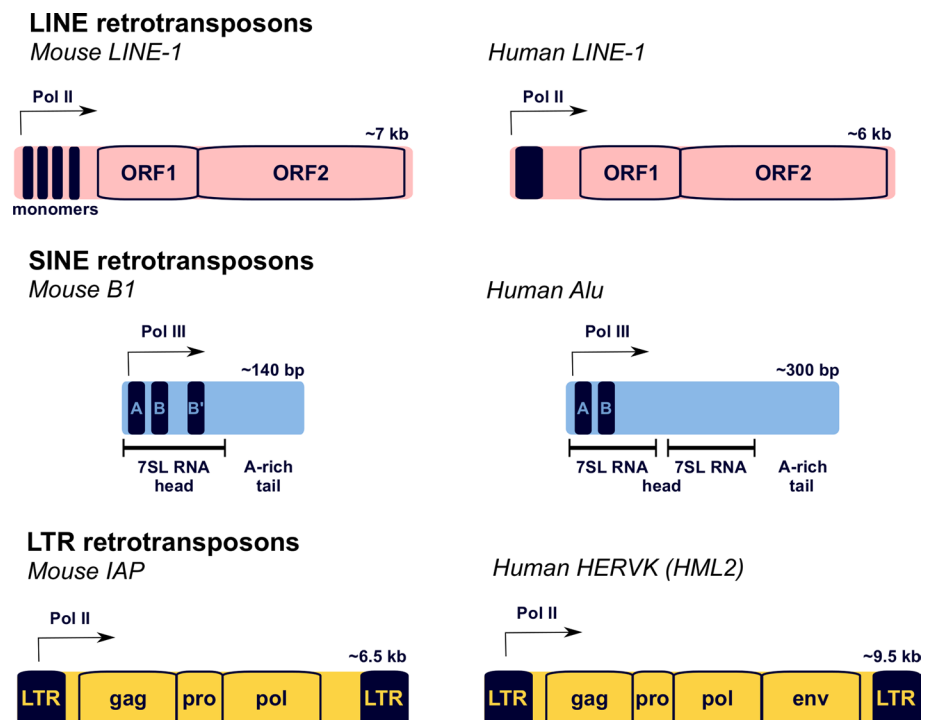 LINE retrotransposons
Mouse LINE-1
Human LINE-1
Pol II
Pol II
~7 kb
~6 kb
ORF1
ORF2
ORF1
ORF2
monomers
SINE retrotransposons
Mouse B1
Human Alu
Pol III
Pol III
~140 bp
~300 bp
A
B
B'
A
B
7SL RNA
head
A-rich
tail
7SL RNA
7SL RNA
head
A-rich
tail
LTR retrotransposons
Mouse IAP
Human HERVK (HML2)
Pol II
Pol II
~6.5 kb
~9.5 kb
LTR
gag
pro
pol
LTR
LTR
gag
pro
pol
env
LTR